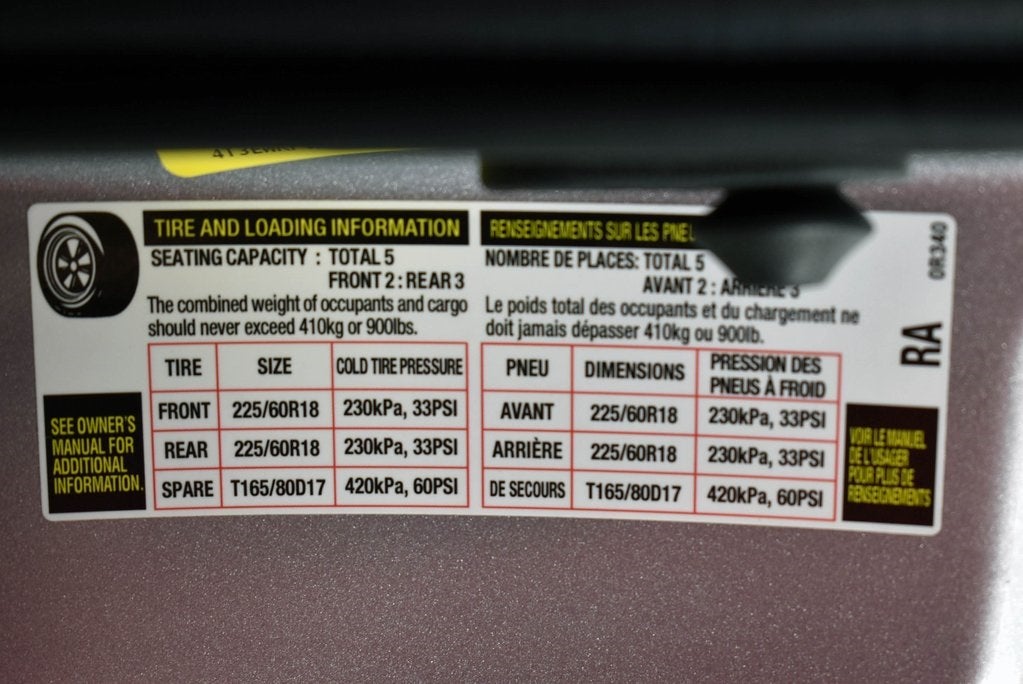 TIRE AND LOADING INFORMATION
SEATING CAPACITY : TOTAL 5
FRONT 2 : REAR 3
The combined weight of occupants and cargo
should never exceed 410kg or 900lbs.
TIRE SIZE COLD TIRE PRESSURE
FRONT 225/60R18 230kPa, 33PSI
REAR 225/60R18 230kPa, 33PSI
SPARE T165/80D17 420kPa, 60PSI
SEE OWNER'S
MANUAL FOR
ADDITIONAL
INFORMATION.
RENSEIGNEMENTS SUR LES
NOMBRE DE PLACES: TOTAL 5
AVANT 2 : ARRIÈRE 3
Le poids total des occupants et du chargement ne
doit jamais dépasser 410kg ou 900lb.
PNEU DIMENSIONS PRESSION DES
PNEUS À FROID
AVANT 225/60R18 230kPa, 33PSI
ARRIÈRE 225/60R18 230kPa, 33PSI
DE SECOURS T165/80D17 420kPa, 60PSI
VOIR LE MANUEL
DE L'USAGER
POUR PLUS DE
RENSEIGNEMENTS
0R340
RA